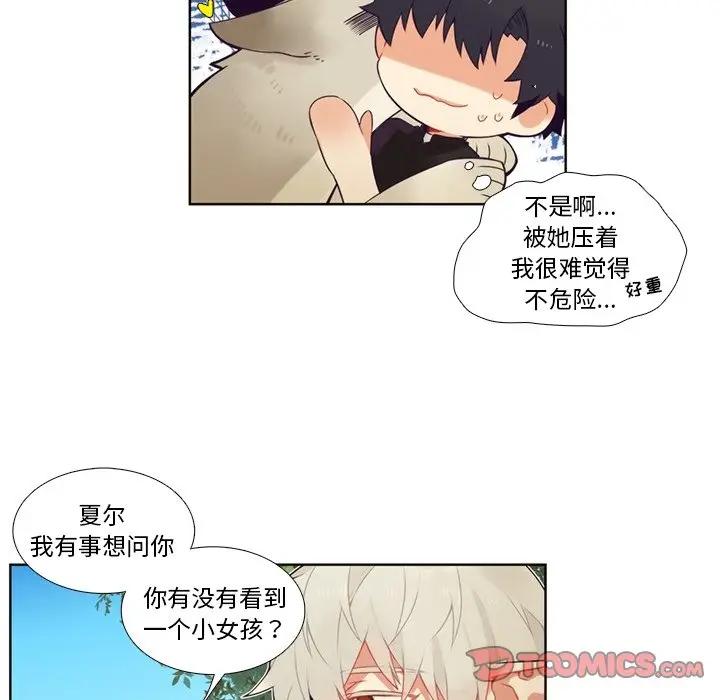 不是啊...
被她压着
我很难觉得
不危险...
好重
夏尔
我有事想问你
你有没有看到
一个小女孩？
TOOMICS.COM